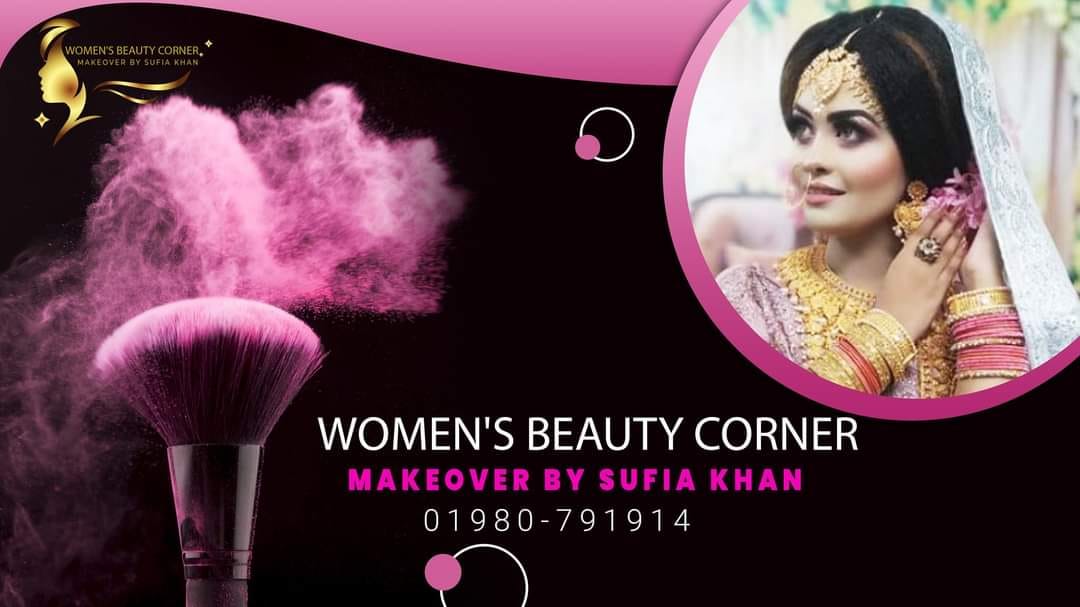 WOMEN'S BEAUTY CORNER
MAKEOVER BY SUFIA KHAN
WOMEN'S BEAUTY CORNER
MAKEOVER BY SUFIA KHAN
01980-791914